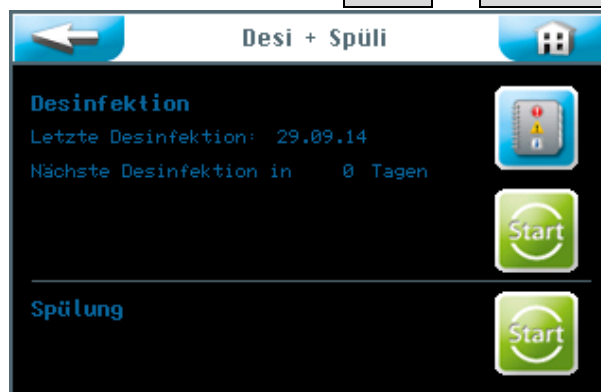 Desi + Spüli
Desinfektion
Letzte Desinfektion: 29.09.14
Nächste Desinfektion in 0 Tagen
Start
Spülung
Start